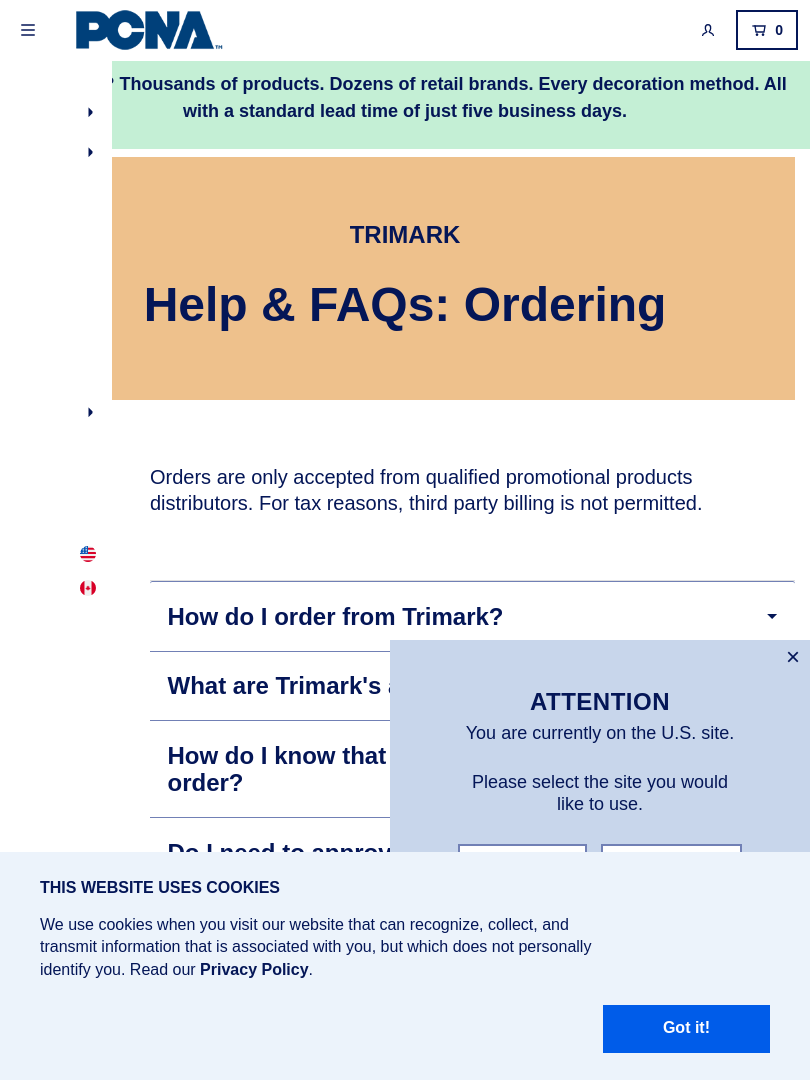 PCNA
TM
0
Thousands of products. Dozens of retail brands. Every decoration method. All
with a standard lead time of just five business days.
TRIMARK
Help & FAQs: Ordering
Orders are only accepted from qualified promotional products
distributors. For tax reasons, third party billing is not permitted.
How do I order from Trimark?
What are Trimark's
How do I know that
order?
Do I need to approv
×
ATTENTION
You are currently on the U.S. site.
Please select the site you would
like to use.
THIS WEBSITE USES COOKIES
We use cookies when you visit our website that can recognize, collect, and
transmit information that is associated with you, but which does not personally
identify you. Read our Privacy Policy.
Got it!